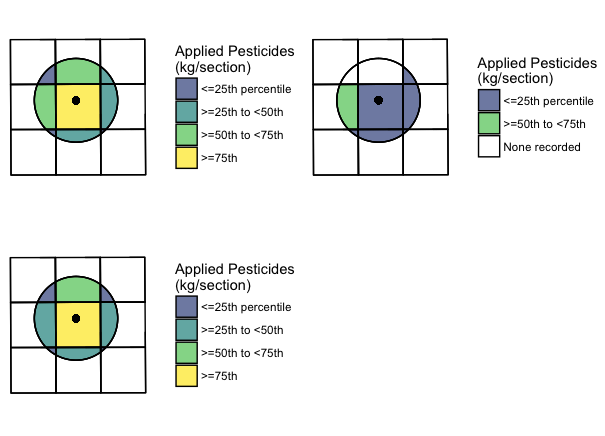 Applied Pesticides
(kg/section)
<=25th percentile
>=25th to <50th
>=50th to <75th
>=75th
Applied Pesticides
(kg/section)
<=25th percentile
>=50th to <75th
None recorded
Applied Pesticides
(kg/section)
<=25th percentile
>=25th to <50th
>=50th to <75th
>=75th